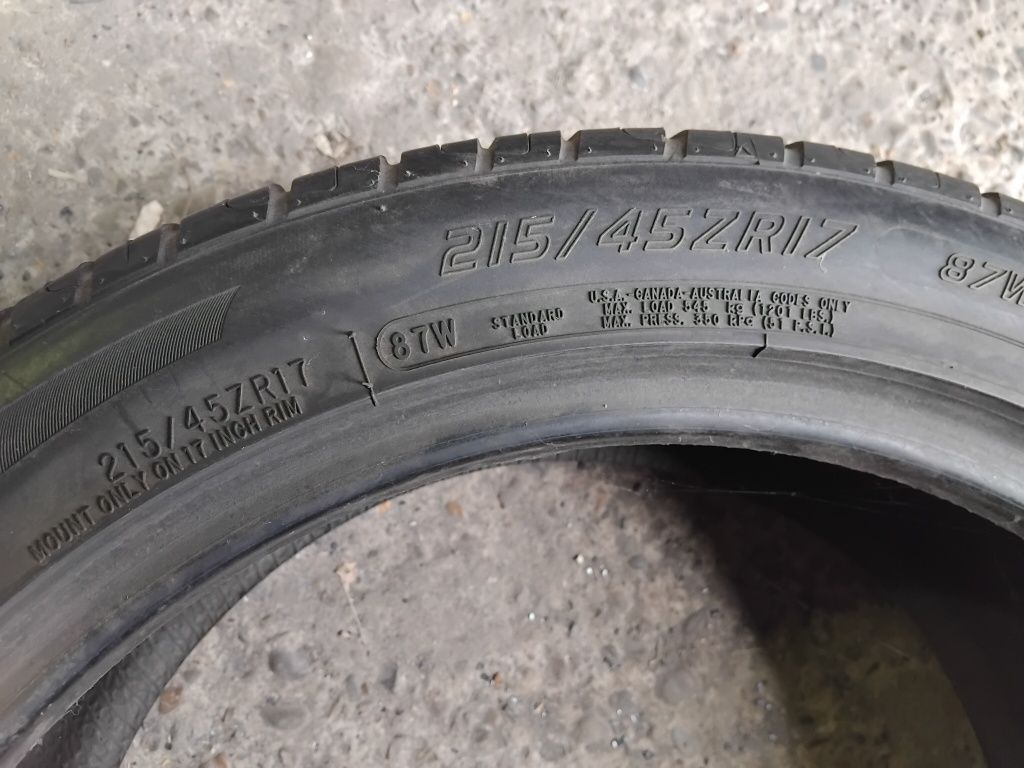 215/45ZR17
87W
U.S.A.-CANADA-AUSTRALIA CODES ONLY
MAX. LOAD 545 KG (1201 LBS)
MAX. PRESS. 350 KPA (51 P.S.I.)
STANDARD
LOAD
87W
215/45ZR17
MOUNT ONLY ON 17 INCH RIM